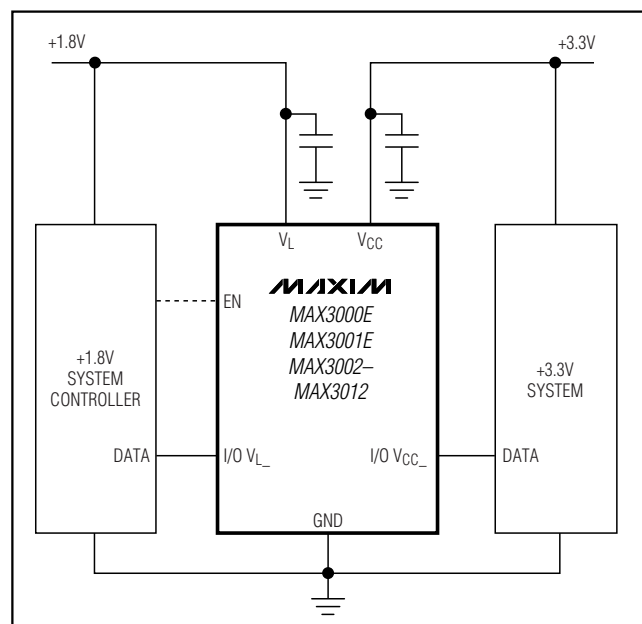 +1.8V
+3.3V
VL
VCC
MAXIM
EN
MAX3000E
MAX3001E
MAX3002–
MAX3012
+1.8V
SYSTEM
CONTROLLER
+3.3V
SYSTEM
DATA
I/O VL_
I/O VCC_
DATA
GND